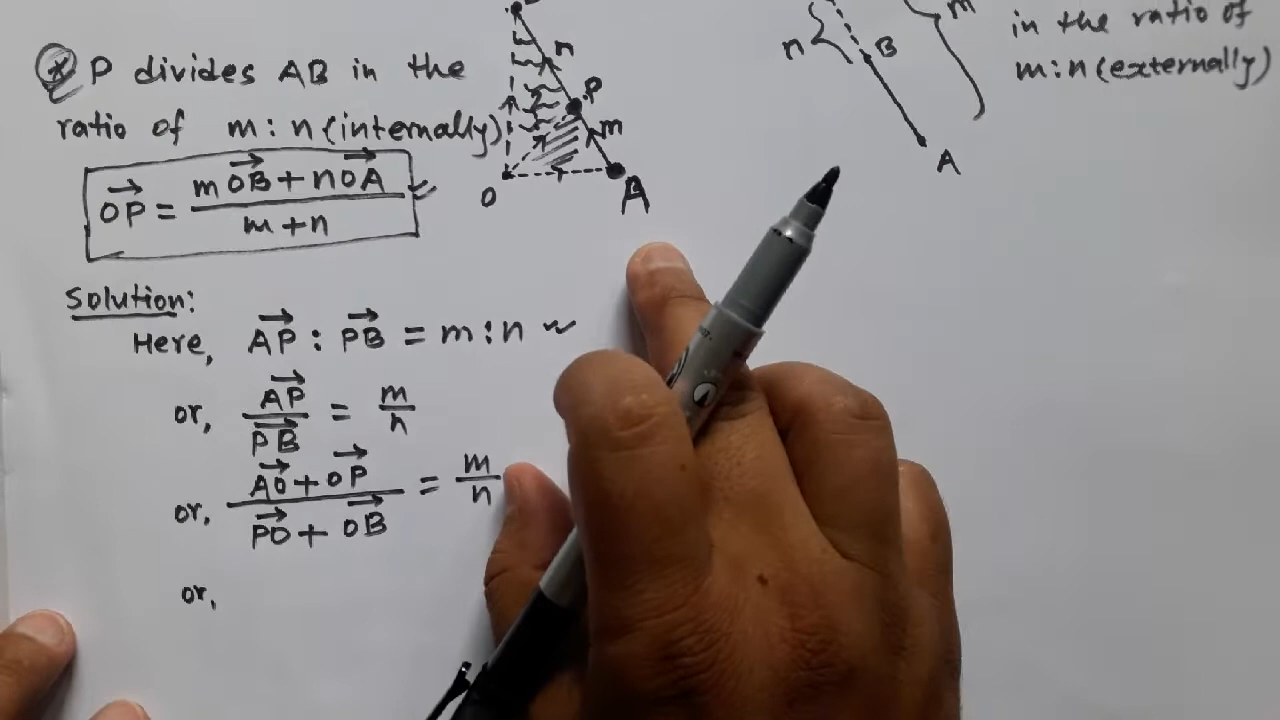 P divides AB in the
ratio of m : n (internally)
OP = mOB + nOA
m + n
Solution:
Here, AP : PB = m : n
or, AP / PB = m / n
or, AO + OP / PO + OB = m / n
or,
n
P
m
O
A
n
B
m
A
in the ratio of
m : n (externally)